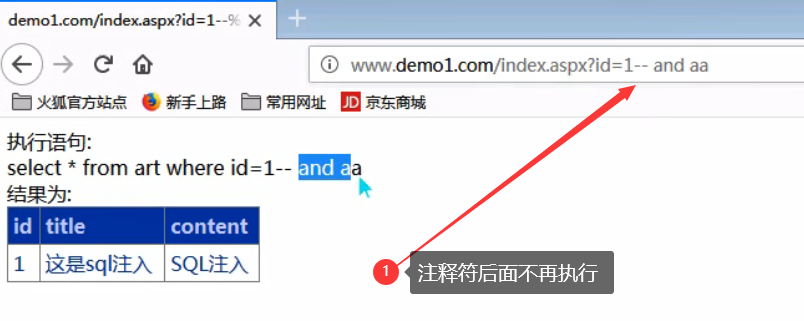 demo1.com/index.aspx?id=1--%
www.demo1.com/index.aspx?id=1-- and aa
火狐官方站点 新手上路 常用网址 JD 京东商城
执行语句:
select * from art where id=1-- and aa
结果为:
id title content
1 这是sql注入 SQL注入
1 注释符后面不再执行